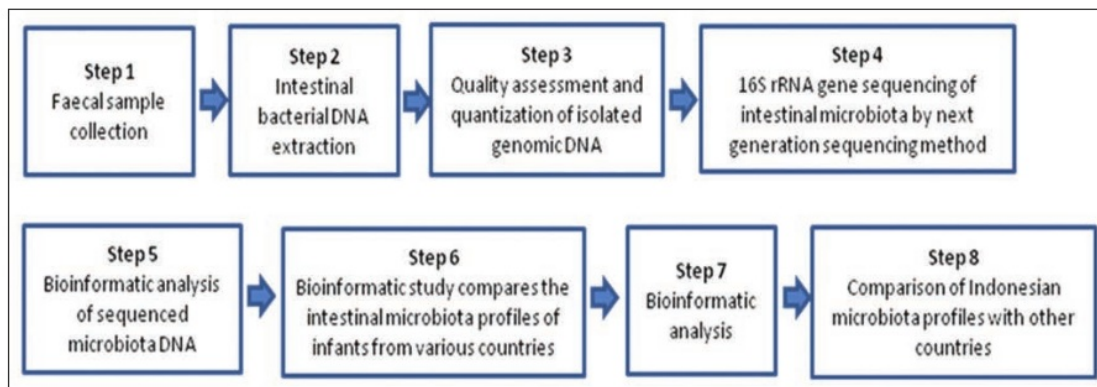 Step 1
Faecal sample
collection
Step 2
Intestinal
bacterial DNA
extraction
Step 3
Quality assessment and
quantization of isolated
genomic DNA
Step 4
16S rRNA gene sequencing of
intestinal microbiota by next
generation sequencing method
Step 5
Bioinformatic analysis
of sequenced
microbiota DNA
Step 6
Bioinformatic study compares the
intestinal microbiota profiles of
infants from various countries
Step 7
Bioinformatic
analysis
Step 8
Comparison of Indonesian
microbiota profiles with other
countries